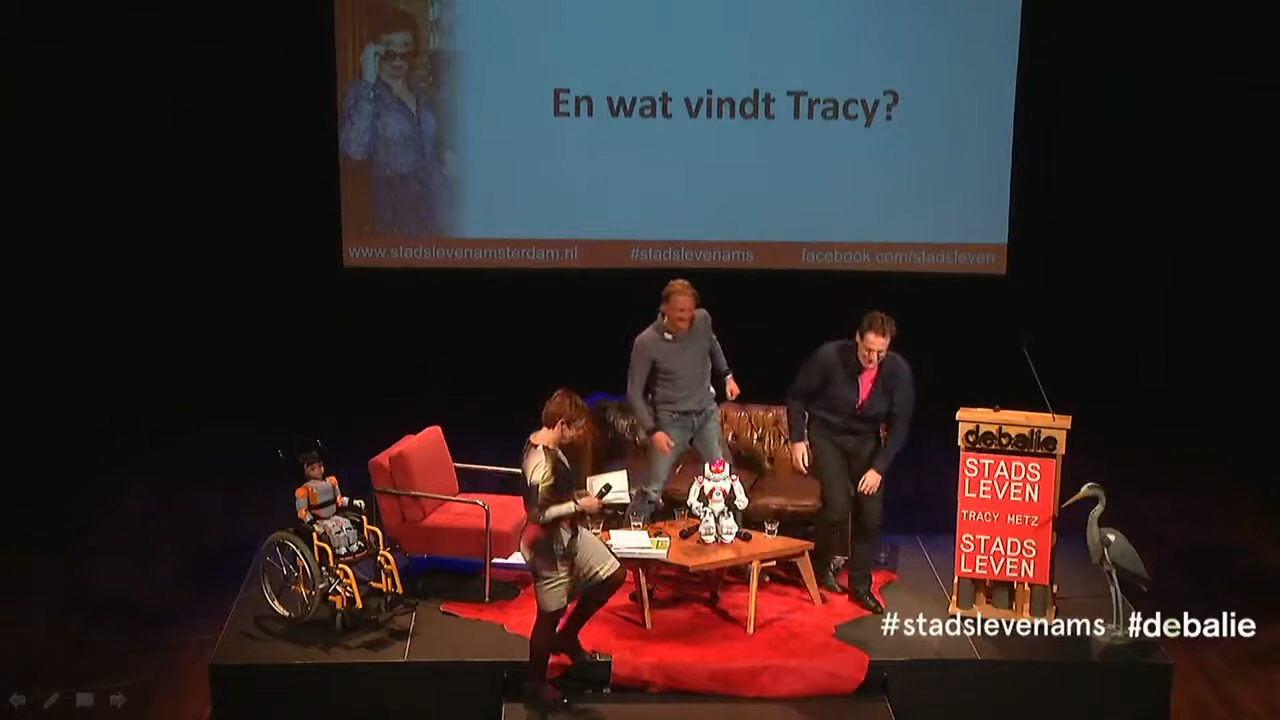 En wat vindt Tracy?
www.stadslevenamsterdam.nl #stadslevenams facebook.com/stadsleven
debalie
STADS
LEVEN
TRACY METZ
STADS
LEVEN
#stadslevenams #debalie